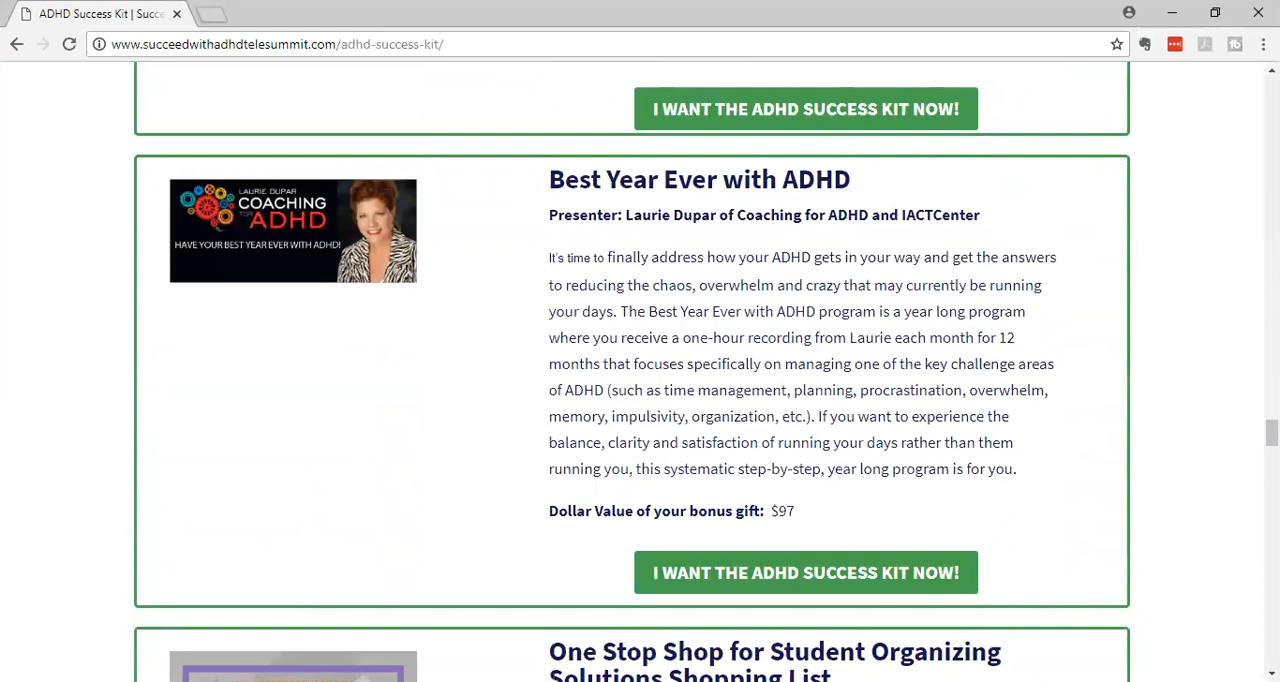 ADHD Success Kit | Succe
www.succeedwithadhdtelesummit.com/adhd-success-kit/
I WANT THE ADHD SUCCESS KIT NOW!
LAURIE DUPAR
COACHING
FOR ADHD
HAVE YOUR BEST YEAR EVER WITH ADHD!
Best Year Ever with ADHD
Presenter: Laurie Dupar of Coaching for ADHD and IACTCenter
It's time to finally address how your ADHD gets in your way and get the answers
to reducing the chaos, overwhelm and crazy that may currently be running
your days. The Best Year Ever with ADHD program is a year long program
where you receive a one-hour recording from Laurie each month for 12
months that focuses specifically on managing one of the key challenge areas
of ADHD (such as time management, planning, procrastination, overwhelm,
memory, impulsivity, organization, etc.). If you want to experience the
balance, clarity and satisfaction of running your days rather than them
running you, this systematic step-by-step, year long program is for you.
Dollar Value of your bonus gift: $97
I WANT THE ADHD SUCCESS KIT NOW!
One Stop Shop for Student Organizing
Solutions Shopping List